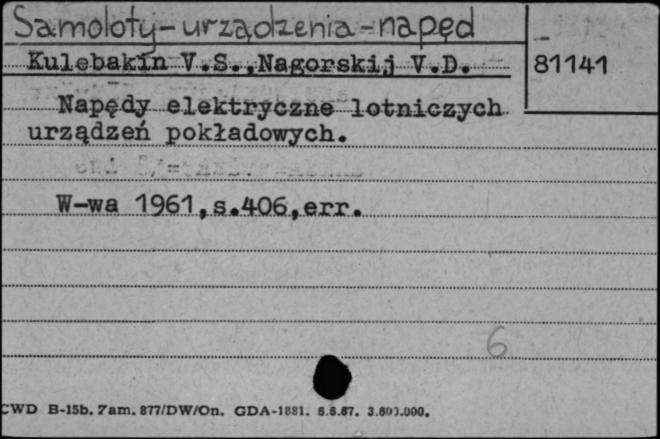 Samoloty-urządzenia-napęd
Kulebakin V.S.,Nagorskij V.D.
81141
Napędy elektryczne lotniczych
urządzeń pokładowych.
W-wa 1961,s.406,err.
6
CWD B-15b. Zam. 877/DW/On. GDA-1881. 6.6.67. 3.600.000.